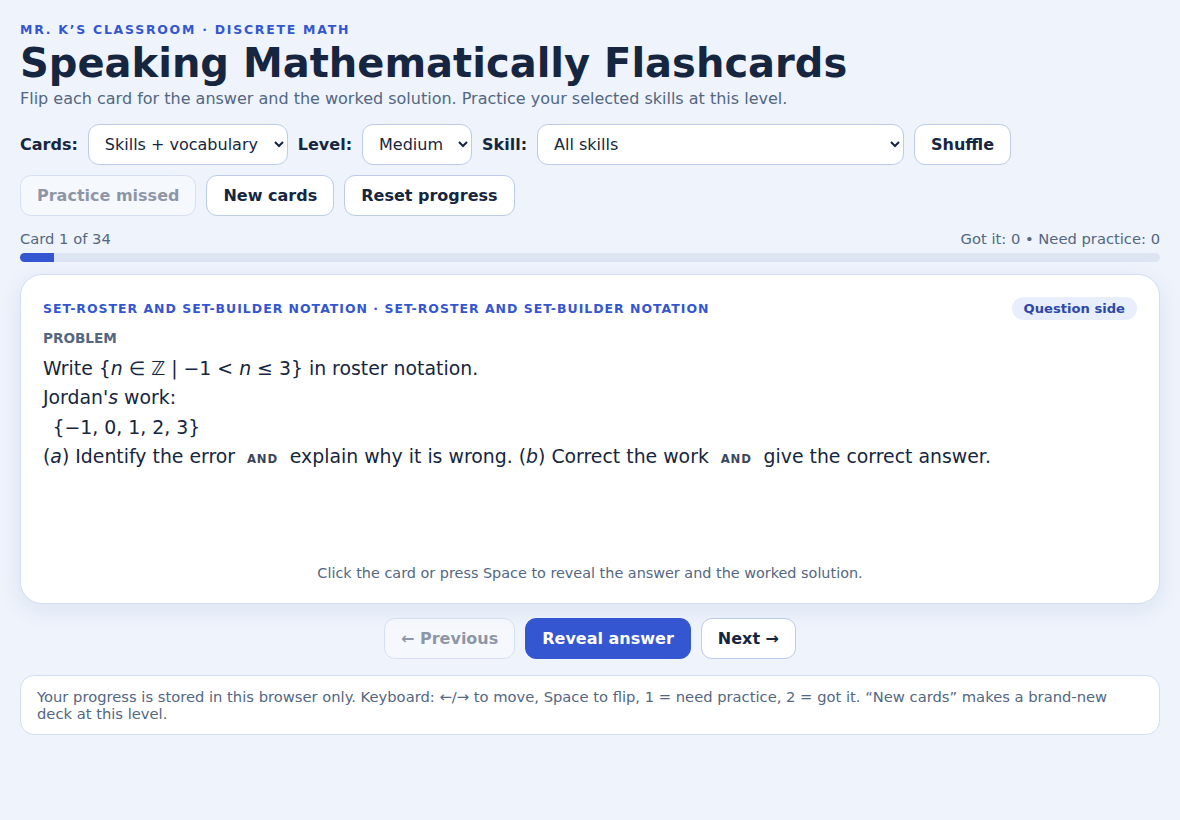 MR. K’S CLASSROOM · DISCRETE MATH
Speaking Mathematically Flashcards
Flip each card for the answer and the worked solution. Practice your selected skills at this level.
Cards: Skills + vocabulary Level: Medium Skill: All skills Shuffle
Practice missed New cards Reset progress
Card 1 of 34 Got it: 0 • Need practice: 0
SET-ROSTER AND SET-BUILDER NOTATION · SET-ROSTER AND SET-BUILDER NOTATION Question side
PROBLEM
Write {n ∈ ℤ | −1 < n ≤ 3} in roster notation.
Jordan's work:
{−1, 0, 1, 2, 3}
(a) Identify the error AND explain why it is wrong. (b) Correct the work AND give the correct answer.
Click the card or press Space to reveal the answer and the worked solution.
← Previous Reveal answer Next →
Your progress is stored in this browser only. Keyboard: ←/→ to move, Space to flip, 1 = need practice, 2 = got it. “New cards” makes a brand-new
deck at this level.